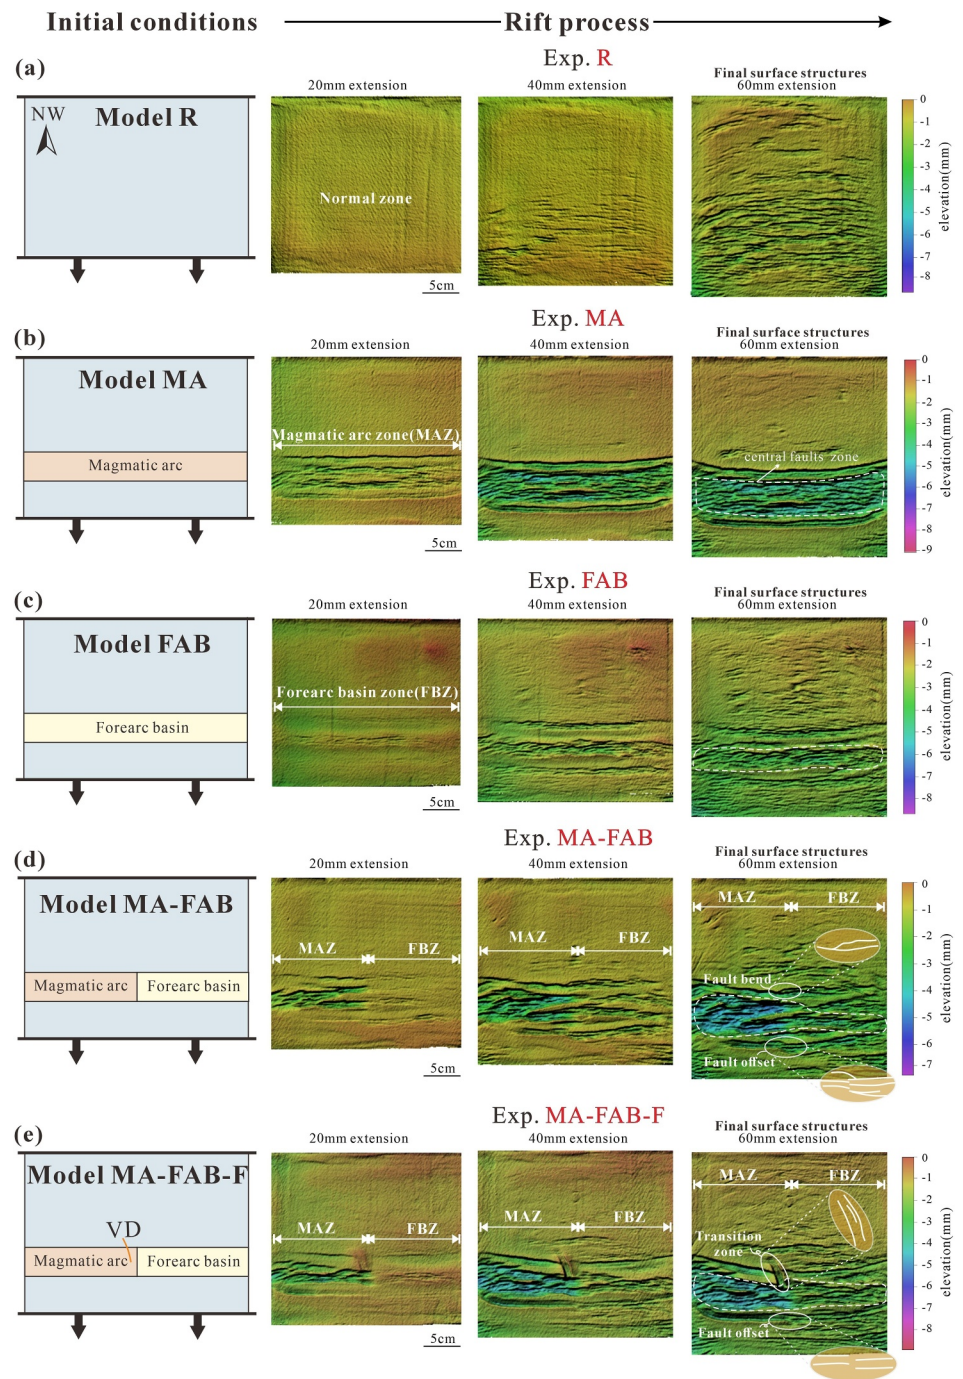 Initial conditions
Rift process
(a)
Exp. R
20mm extension
40mm extension
Final surface structures
60mm extension
NW
Model R
Normal zone
5cm
0
-1
-2
-3
-4
-5
-6
-7
-8
elevation(mm)
(b)
Exp. MA
20mm extension
40mm extension
Final surface structures
60mm extension
Model MA
Magmatic arc
Magmatic arc zone(MAZ)
central faults zone
5cm
0
-1
-2
-3
-4
-5
-6
-7
-8
-9
elevation(mm)
(c)
Exp. FAB
20mm extension
40mm extension
Final surface structures
60mm extension
Model FAB
Forearc basin
Forearc basin zone(FBZ)
5cm
0
-1
-2
-3
-4
-5
-6
-7
-8
elevation(mm)
(d)
Exp. MA-FAB
20mm extension
40mm extension
Final surface structures
60mm extension
Model MA-FAB
Magmatic arc
Forearc basin
MAZ
FBZ
MAZ
FBZ
MAZ
FBZ
Fault bend
Fault offset
5cm
0
-1
-2
-3
-4
-5
-6
-7
elevation(mm)
(e)
Exp. MA-FAB-F
20mm extension
40mm extension
Final surface structures
60mm extension
Model MA-FAB-F
VD
Magmatic arc
Forearc basin
MAZ
FBZ
MAZ
FBZ
MAZ
FBZ
Transition
zone
Fault offset
5cm
0
-1
-2
-3
-4
-5
-6
-7
-8
elevation(mm)